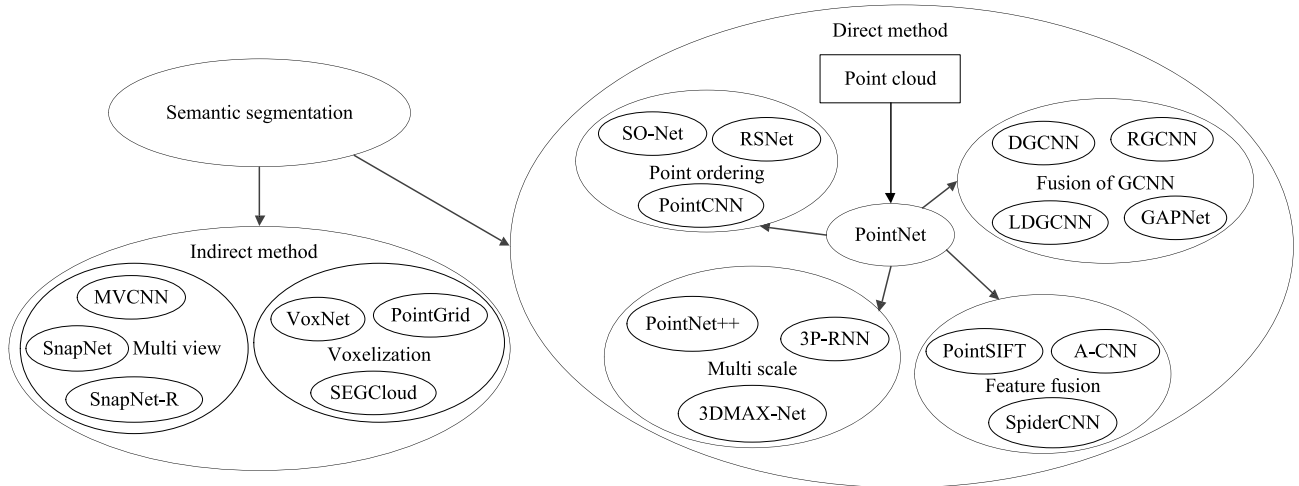 Semantic segmentation
Indirect method
MVCNN
SnapNet
Multi view
SnapNet-R
VoxNet
PointGrid
Voxelization
SEGCloud
Direct method
Point cloud
SO-Net
RSNet
Point ordering
PointCNN
PointNet
DGCNN
RGCNN
Fusion of GCNN
LDGCNN
GAPNet
PointNet++
3P-RNN
Multi scale
3DMAX-Net
PointSIFT
A-CNN
Feature fusion
SpiderCNN